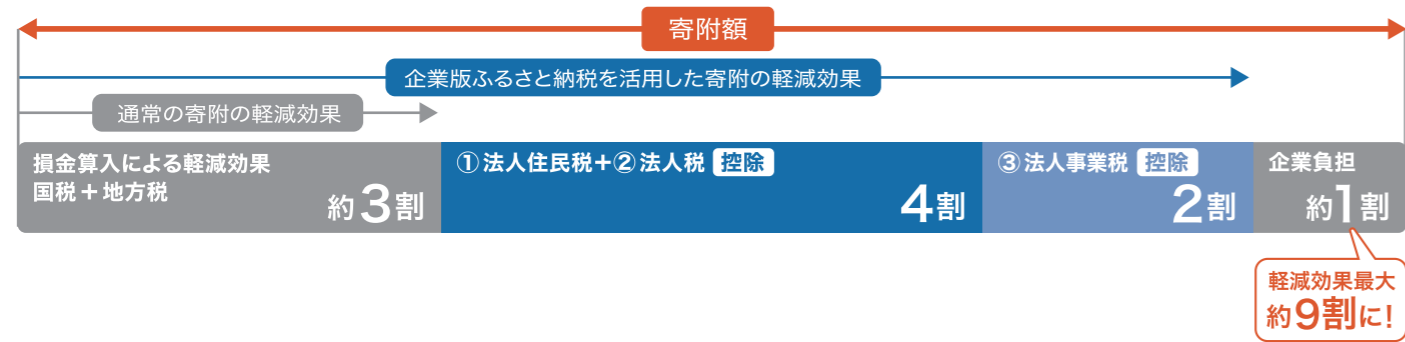 寄附額
企業版ふるさと納税を活用した寄附の軽減効果
通常の寄附の軽減効果
損金算入による軽減効果
国税+地方税
約3割
①法人住民税+②法人税 控除
4割
③法人事業税 控除
2割
企業負担
約1割
軽減効果最大
約9割に!